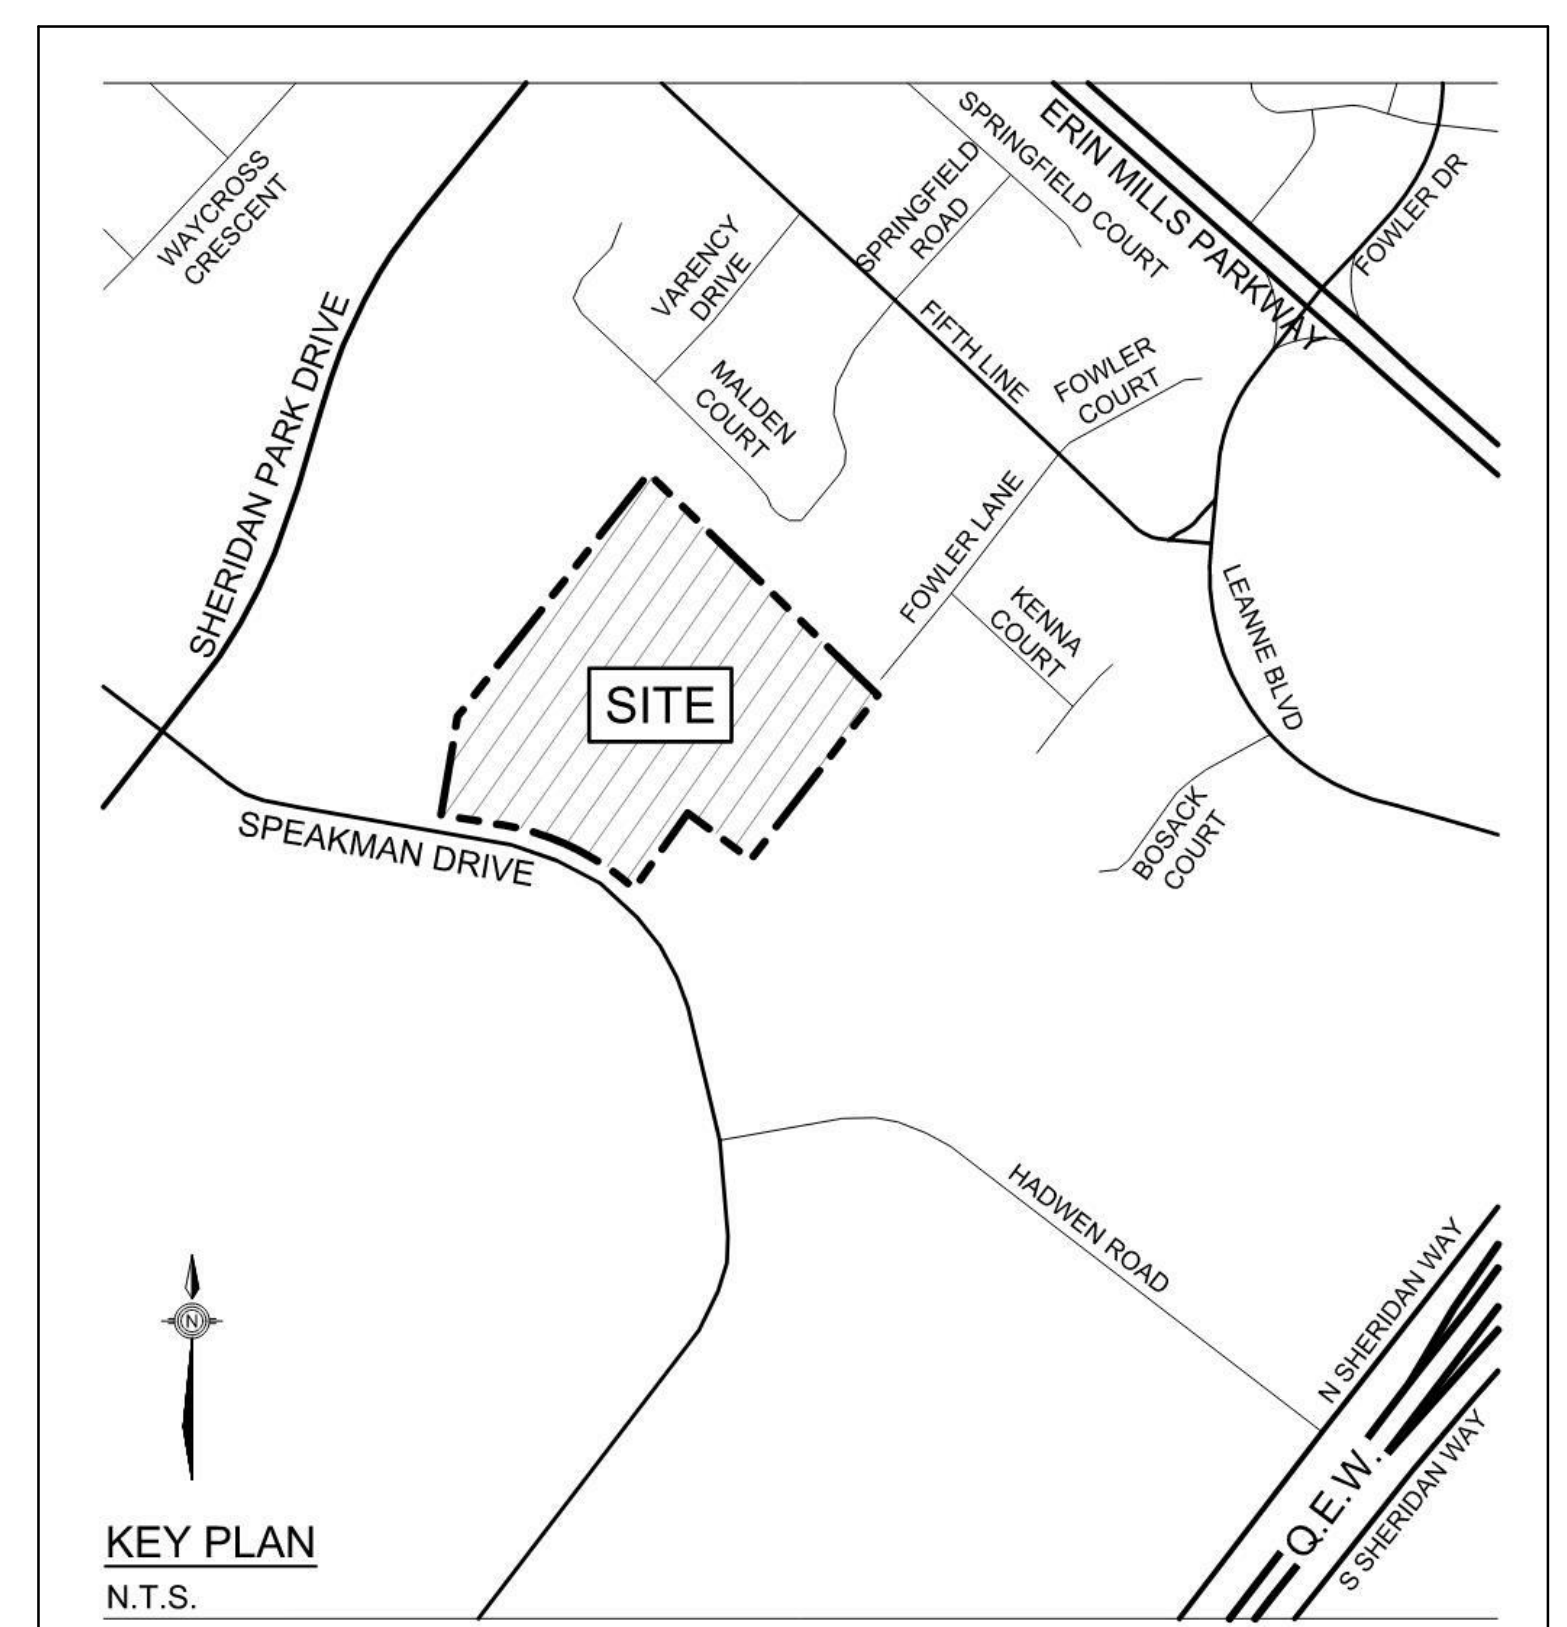 SPRINGFIELD COURT
ERIN MILLS PARKWAY
WAYCROSS
CRESCENT
SPRINGFIELD
ROAD
FOWLER DR
VARENCY
DRIVE
SHERIDAN PARK DRIVE
FIFTH LINE
FOWLER
COURT
MALDEN
COURT
FOWLER LANE
KENNA
COURT
LEANNE BLVD
SITE
BOSACK
COURT
SPEAKMAN DRIVE
HADWEN ROAD
N SHERIDAN WAY
N
Q.E.W.
S SHERIDAN WAY
KEY PLAN
N.T.S.